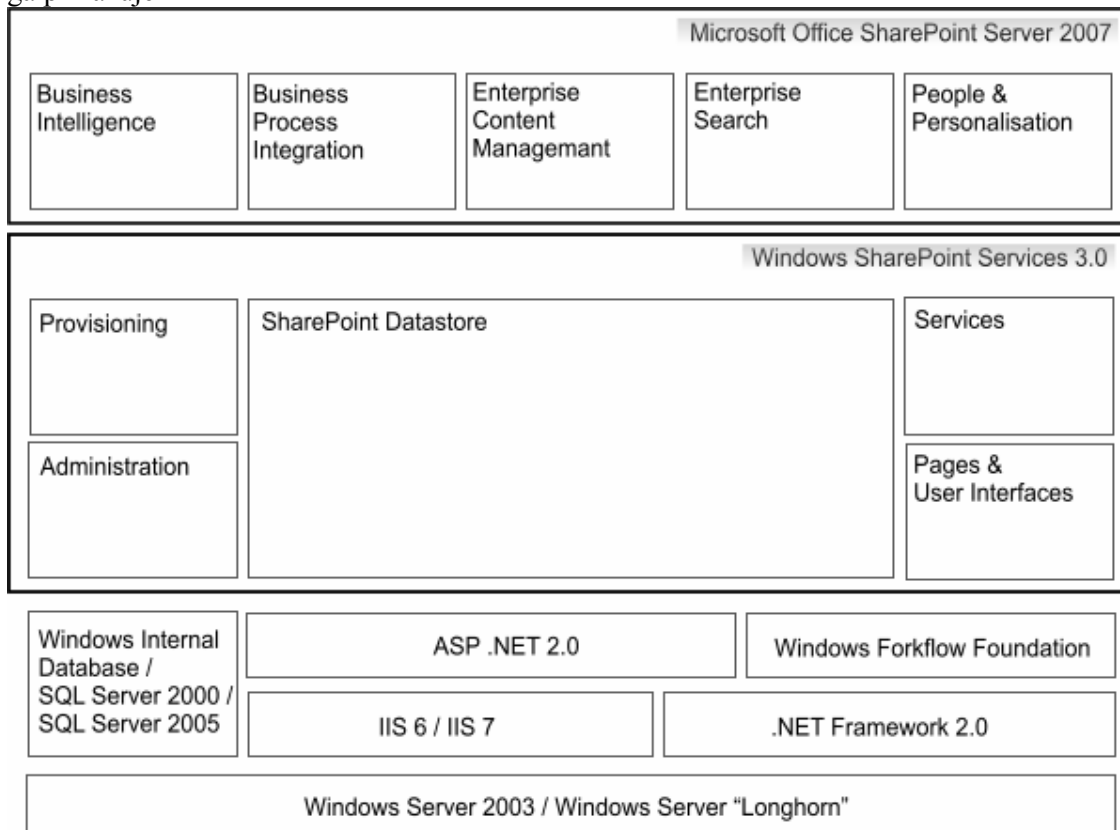 Microsoft Office SharePoint Server 2007
Business
Intelligence
Business
Process
Integration
Enterprise
Content
Managemant
Enterprise
Search
People &
Personalisation
Windows SharePoint Services 3.0
Provisioning
SharePoint Datastore
Services
Administration
Pages &
User Interfaces
Windows Internal
Database /
SQL Server 2000 /
SQL Server 2005
ASP .NET 2.0
Windows Forkflow Foundation
IIS 6 / IIS 7
.NET Framework 2.0
Windows Server 2003 / Windows Server “Longhorn”